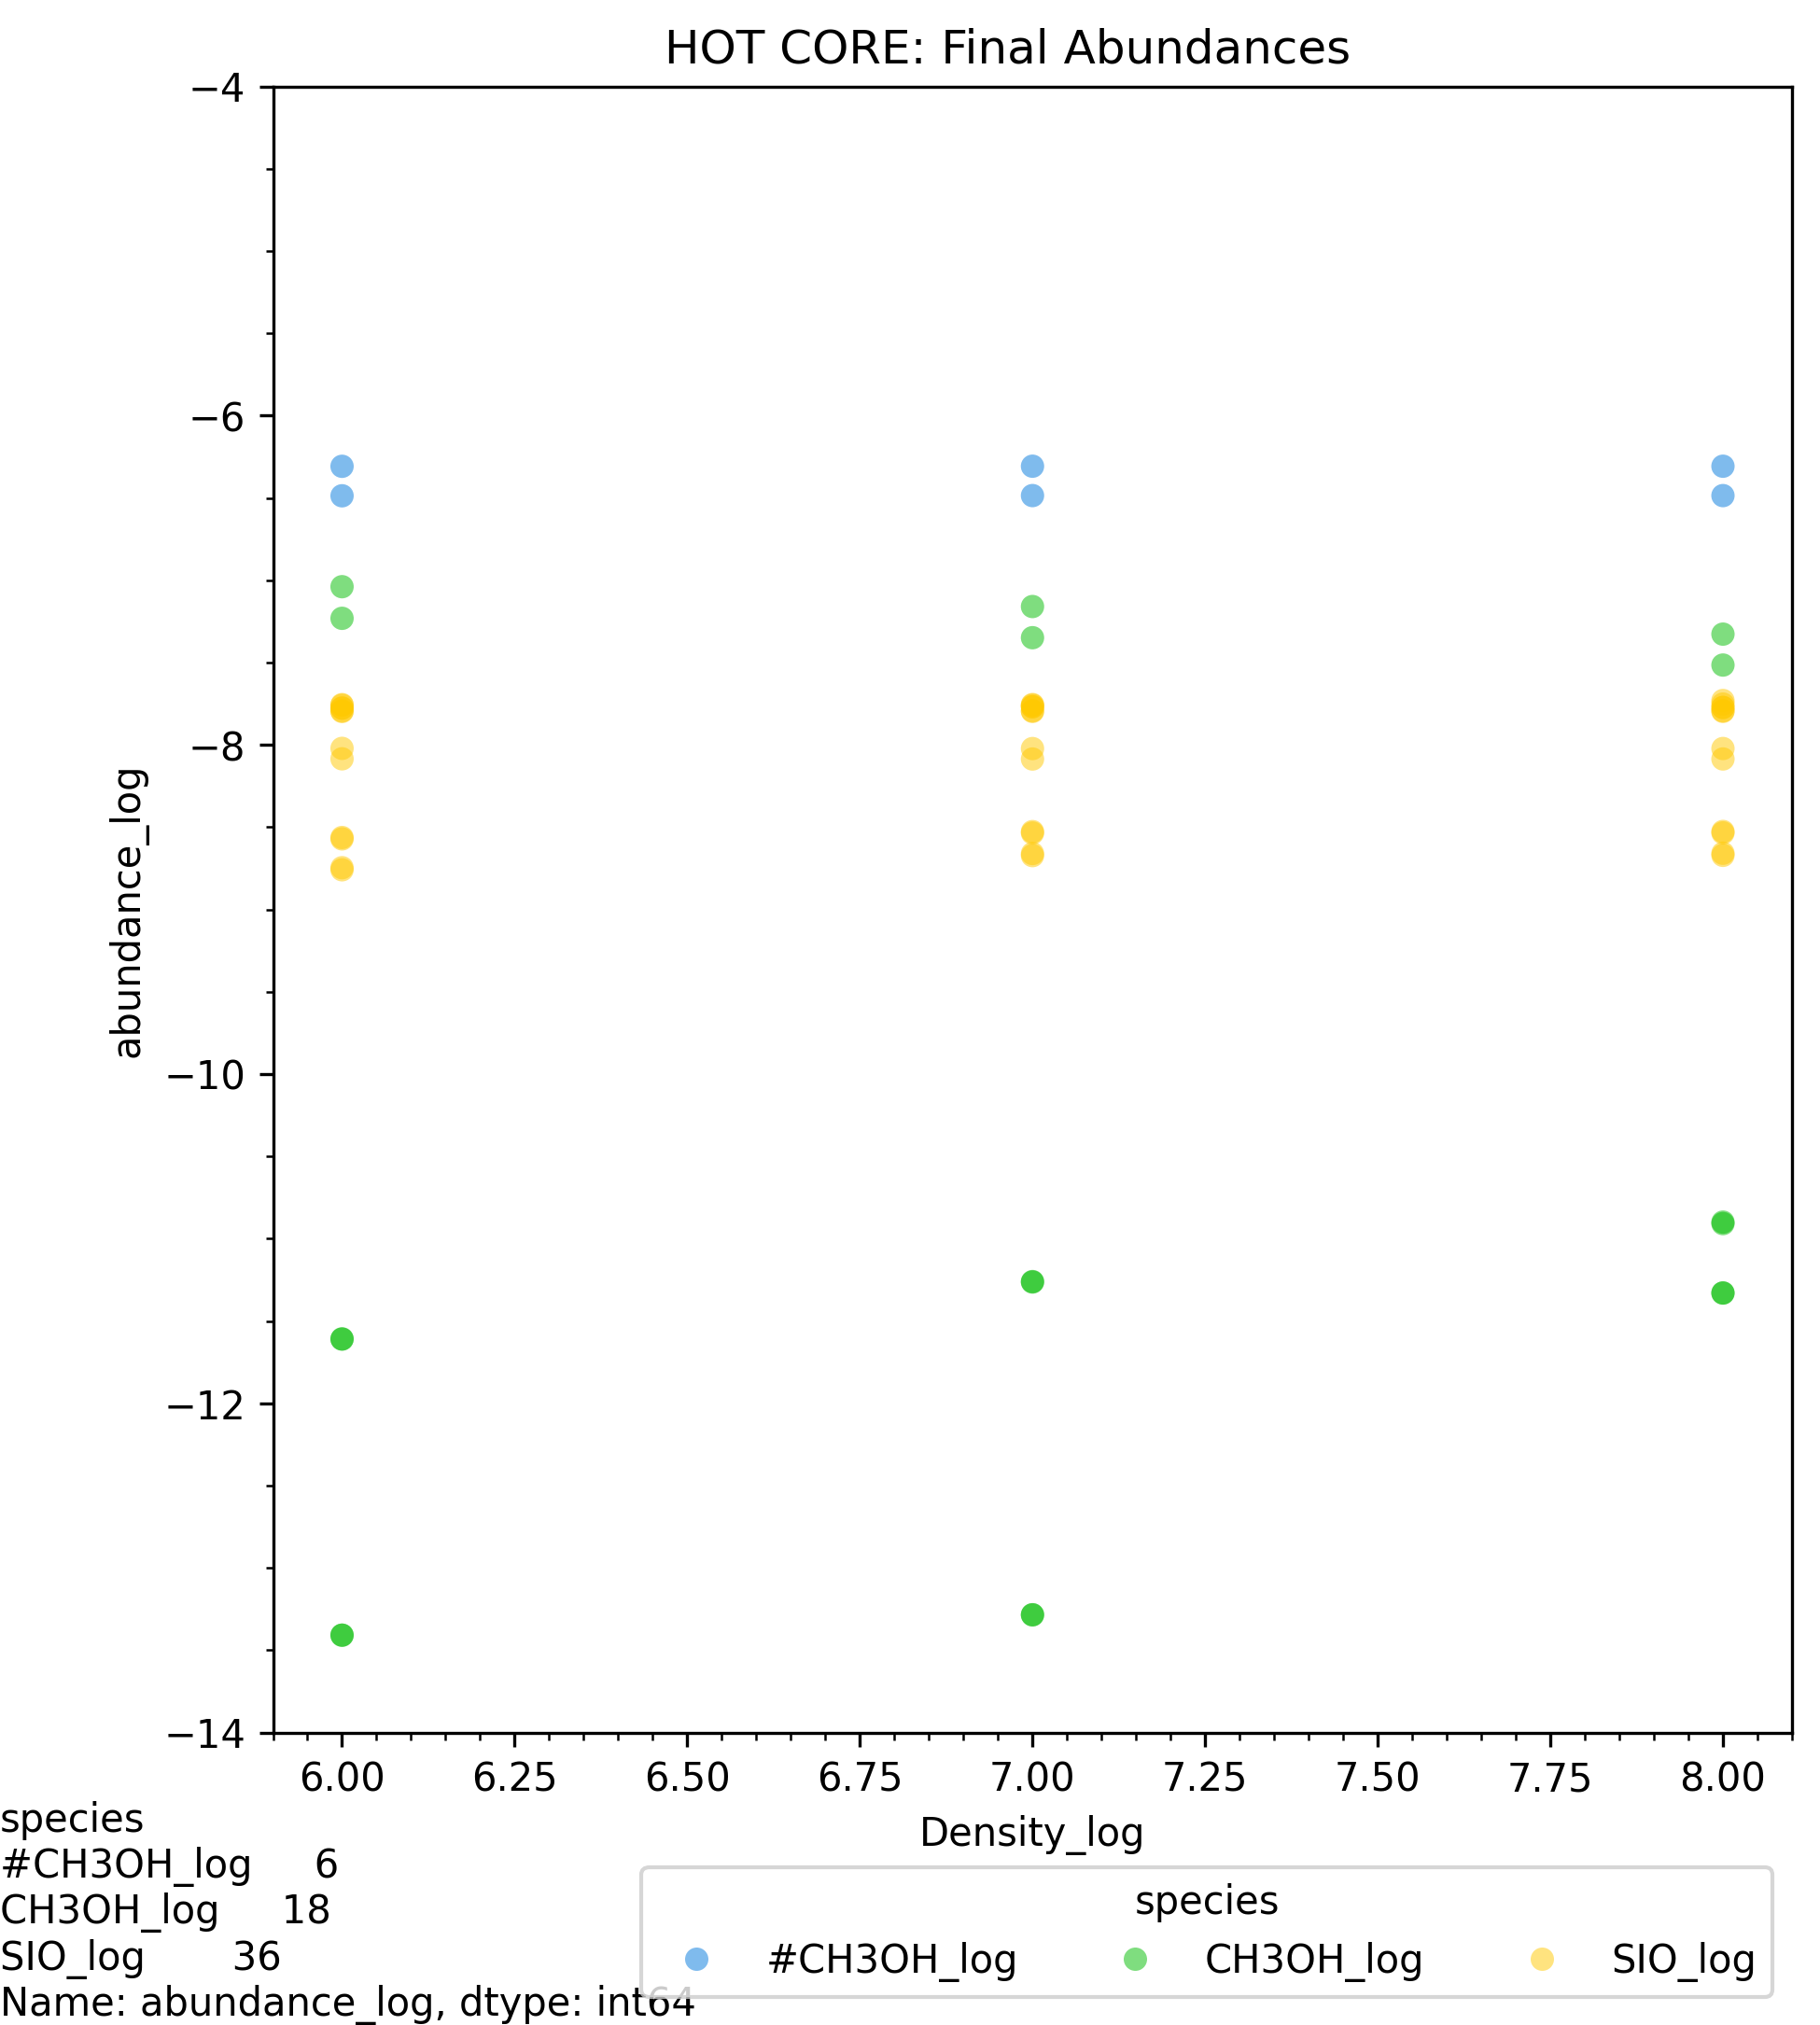 HOT CORE: Final Abundances
−4
−6
−8
−10
−12
−14
abundance_log
6.00 6.25 6.50 6.75 7.00 7.25 7.50 7.75 8.00
Density_log
species
#CH3OH_log 6
CH3OH_log 18
SIO_log 36
Name: abundance_log, dtype: int64
species
#CH3OH_log CH3OH_log SIO_log